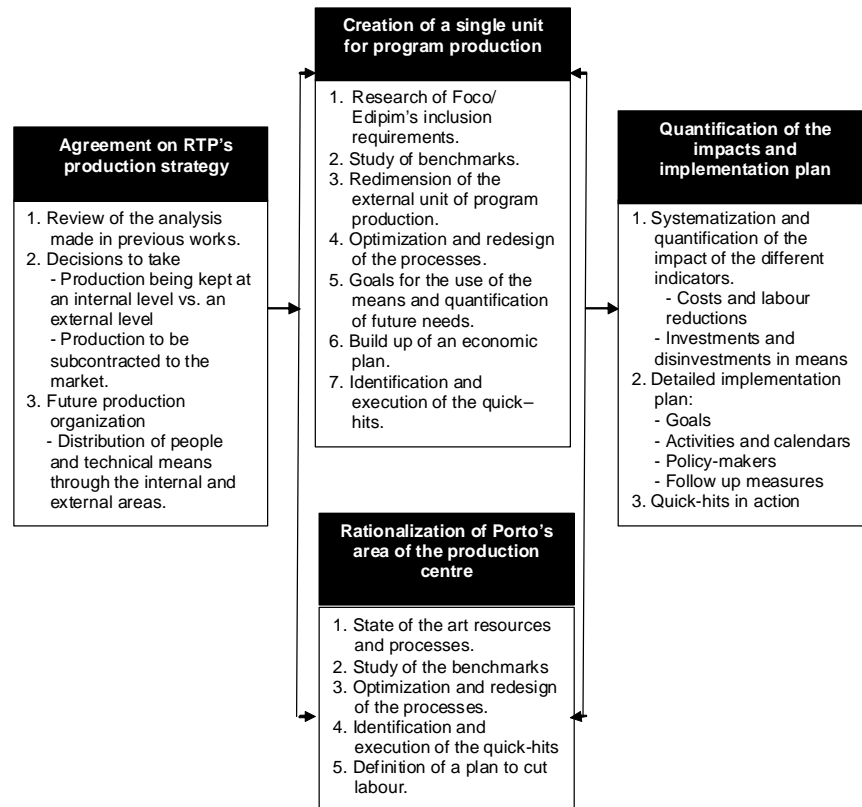 Agreement on RTP's
production strategy
1. Review of the analysis
made in previous works.
2. Decisions to take
- Production being kept at
an internal level vs. an
external level
- Production to be
subcontracted to the
market.
3. Future production
organization
- Distribution of people
and technical means
through the internal and
external areas.
Creation of a single unit
for program production
1. Research of Foco/
Edipim's inclusion
requirements.
2. Study of benchmarks.
3. Redimension of the
external unit of program
production.
4. Optimization and redesign
of the processes.
5. Goals for the use of the
means and quantification
of future needs.
6. Build up of an economic
plan.
7. Identification and
execution of the quick–
hits.
Rationalization of Porto's
area of the production
centre
1. State of the art resources
and processes.
2. Study of the benchmarks
3. Optimization and redesign
of the processes.
4. Identification and
execution of the quick-hits
5. Definition of a plan to cut
labour.
Quantification of the
impacts and
implementation plan
1. Systematization and
quantification of the
impact of the different
indicators.
- Costs and labour
reductions
- Investments and
disinvestments in means
2. Detailed implementation
plan:
- Goals
- Activities and calendars
- Policy-makers
- Follow up measures
3. Quick-hits in action